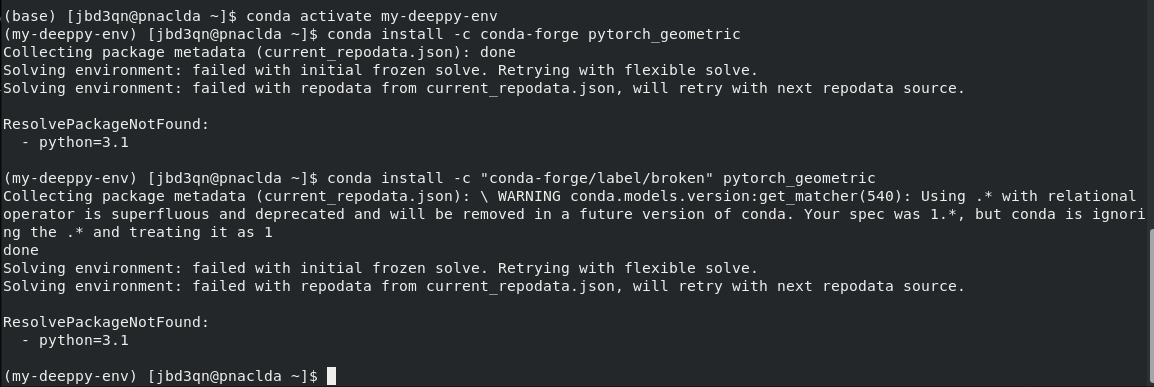 (base) [jbd3qn@pnaclda ~]$ conda activate my-deeppy-env
(my-deeppy-env) [jbd3qn@pnaclda ~]$ conda install -c conda-forge pytorch_geometric
Collecting package metadata (current_repodata.json): done
Solving environment: failed with initial frozen solve. Retrying with flexible solve.
Solving environment: failed with repodata from current_repodata.json, will retry with next repodata source.
ResolvePackageNotFound:
  - python=3.1
(my-deeppy-env) [jbd3qn@pnaclda ~]$ conda install -c "conda-forge/label/broken" pytorch_geometric
Collecting package metadata (current_repodata.json): \ WARNING conda.models.version:get_matcher(540): Using .* with relational
operator is superfluous and deprecated and will be removed in a future version of conda. Your spec was 1.*, but conda is ignori
ng the .* and treating it as 1
done
Solving environment: failed with initial frozen solve. Retrying with flexible solve.
Solving environment: failed with repodata from current_repodata.json, will retry with next repodata source.
ResolvePackageNotFound:
  - python=3.1
(my-deeppy-env) [jbd3qn@pnaclda ~]$